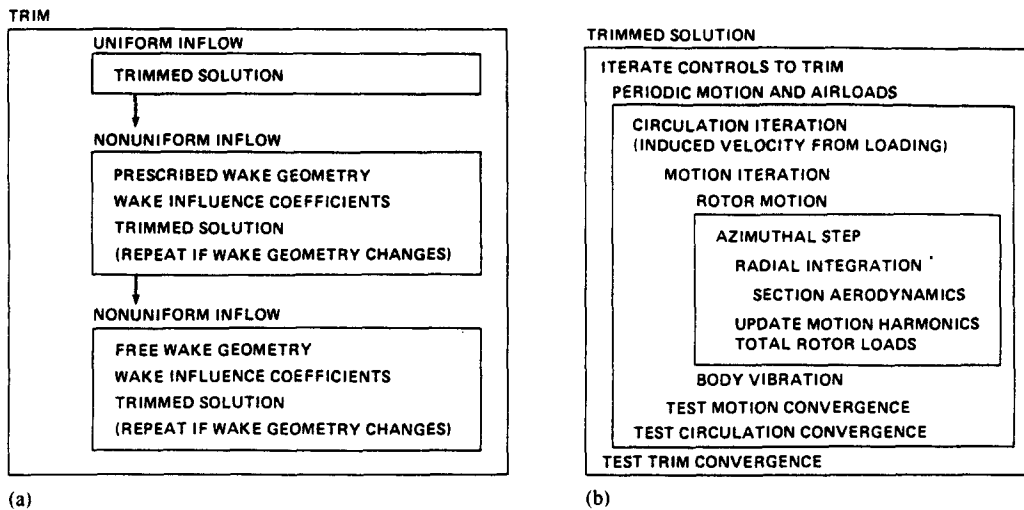 TRIM
UNIFORM INFLOW
TRIMMED SOLUTION
NONUNIFORM INFLOW
PRESCRIBED WAKE GEOMETRY
WAKE INFLUENCE COEFFICIENTS
TRIMMED SOLUTION
(REPEAT IF WAKE GEOMETRY CHANGES)
NONUNIFORM INFLOW
FREE WAKE GEOMETRY
WAKE INFLUENCE COEFFICIENTS
TRIMMED SOLUTION
(REPEAT IF WAKE GEOMETRY CHANGES)
(a)
TRIMMED SOLUTION
ITERATE CONTROLS TO TRIM
PERIODIC MOTION AND AIRLOADS
CIRCULATION ITERATION
(INDUCED VELOCITY FROM LOADING)
MOTION ITERATION
ROTOR MOTION
AZIMUTHAL STEP
RADIAL INTEGRATION
SECTION AERODYNAMICS
UPDATE MOTION HARMONICS
TOTAL ROTOR LOADS
BODY VIBRATION
TEST MOTION CONVERGENCE
TEST CIRCULATION CONVERGENCE
TEST TRIM CONVERGENCE
(b)